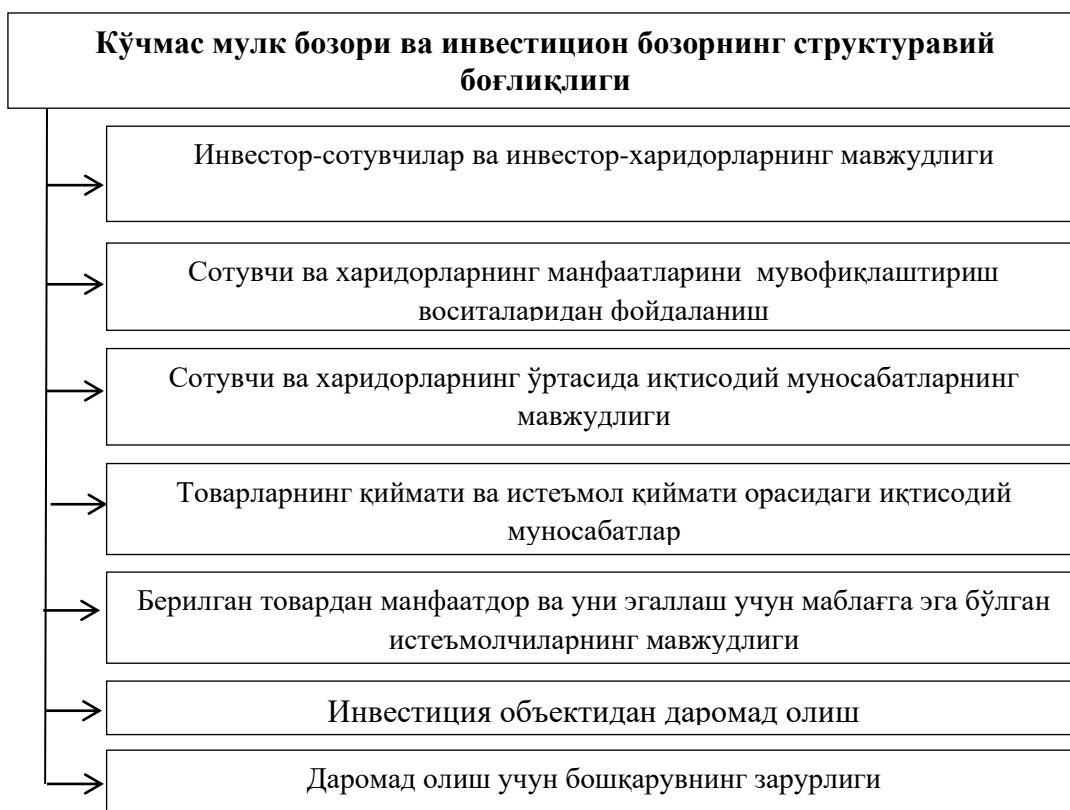 Кўчмас мулк бозори ва инвестицион бозорнинг структуравий
боғлиқлиги
Инвестор-сотувчилар ва инвестор-харидорларнинг мавжудлиги
Сотувчи ва харидорларнинг манфаатларини мувофиқлаштириш
воситаларидан фойдаланиш
Сотувчи ва харидорларнинг ўртасида иқтисодий муносабатларнинг
мавжудлиги
Товарларнинг қиймати ва истеъмол қиймати орасидаги иқтисодий
муносабатлар
Берилган товардан манфаатдор ва уни эгаллаш учун маблағга эга бўлган
истеъмолчиларнинг мавжудлиги
Инвестиция объектидан даромад олиш
Даромад олиш учун бошқарувнинг зарурлиги